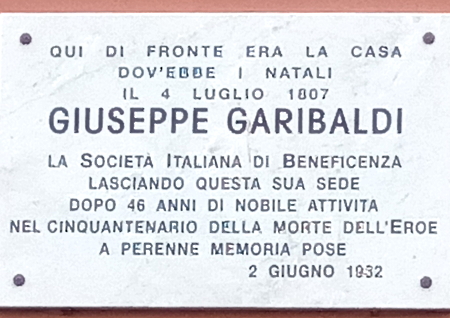 QUI DI FRONTE ERA LA CASA
DOV'EBBE I NATALI
IL 4 LUGLIO 1807
GIUSEPPE GARIBALDI
LA SOCIETÀ ITALIANA DI BENEFICENZA
LASCIANDO QUESTA SUA SEDE
DOPO 46 ANNI DI NOBILE ATTIVITA
NEL CINQUANTENARIO DELLA MORTE DELL'EROE
A PERENNE MEMORIA POSE
2 GIUGNO 1932